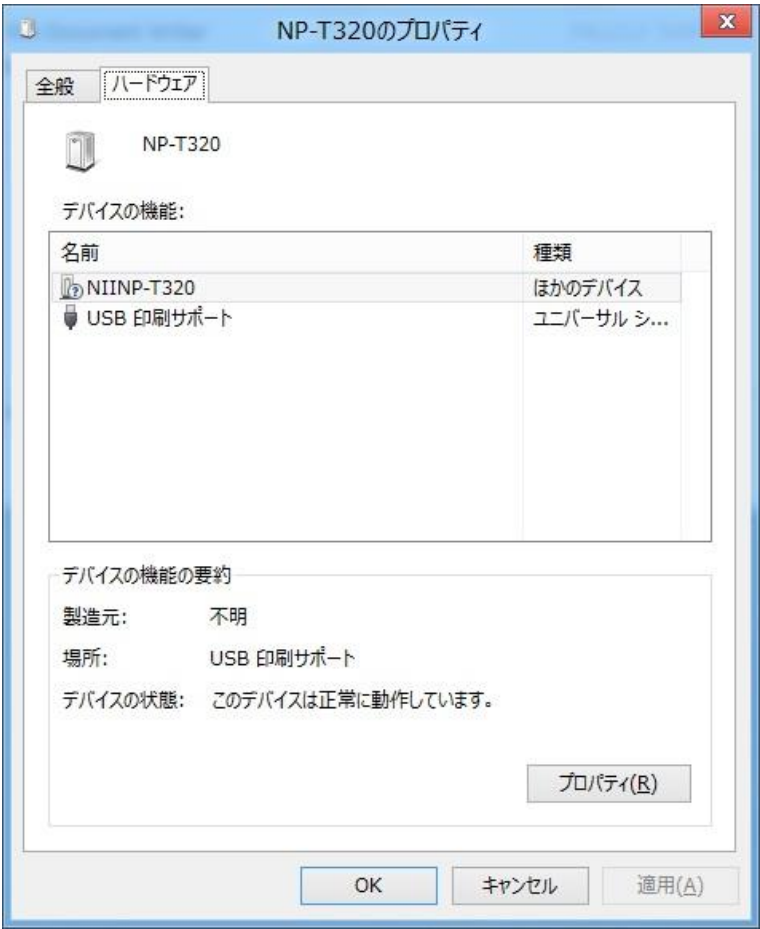 NP-T320のプロパティ
x
全般 ハードウェア
NP-T320
デバイスの機能:
名前 種類
NIINP-T320 ほかのデバイス
USB 印刷サポート ユニバーサル シ...
デバイスの機能の要約
製造元: 不明
場所: USB 印刷サポート
デバイスの状態: このデバイスは正常に動作しています。
プロパティ(R)
OK キャンセル 適用(A)